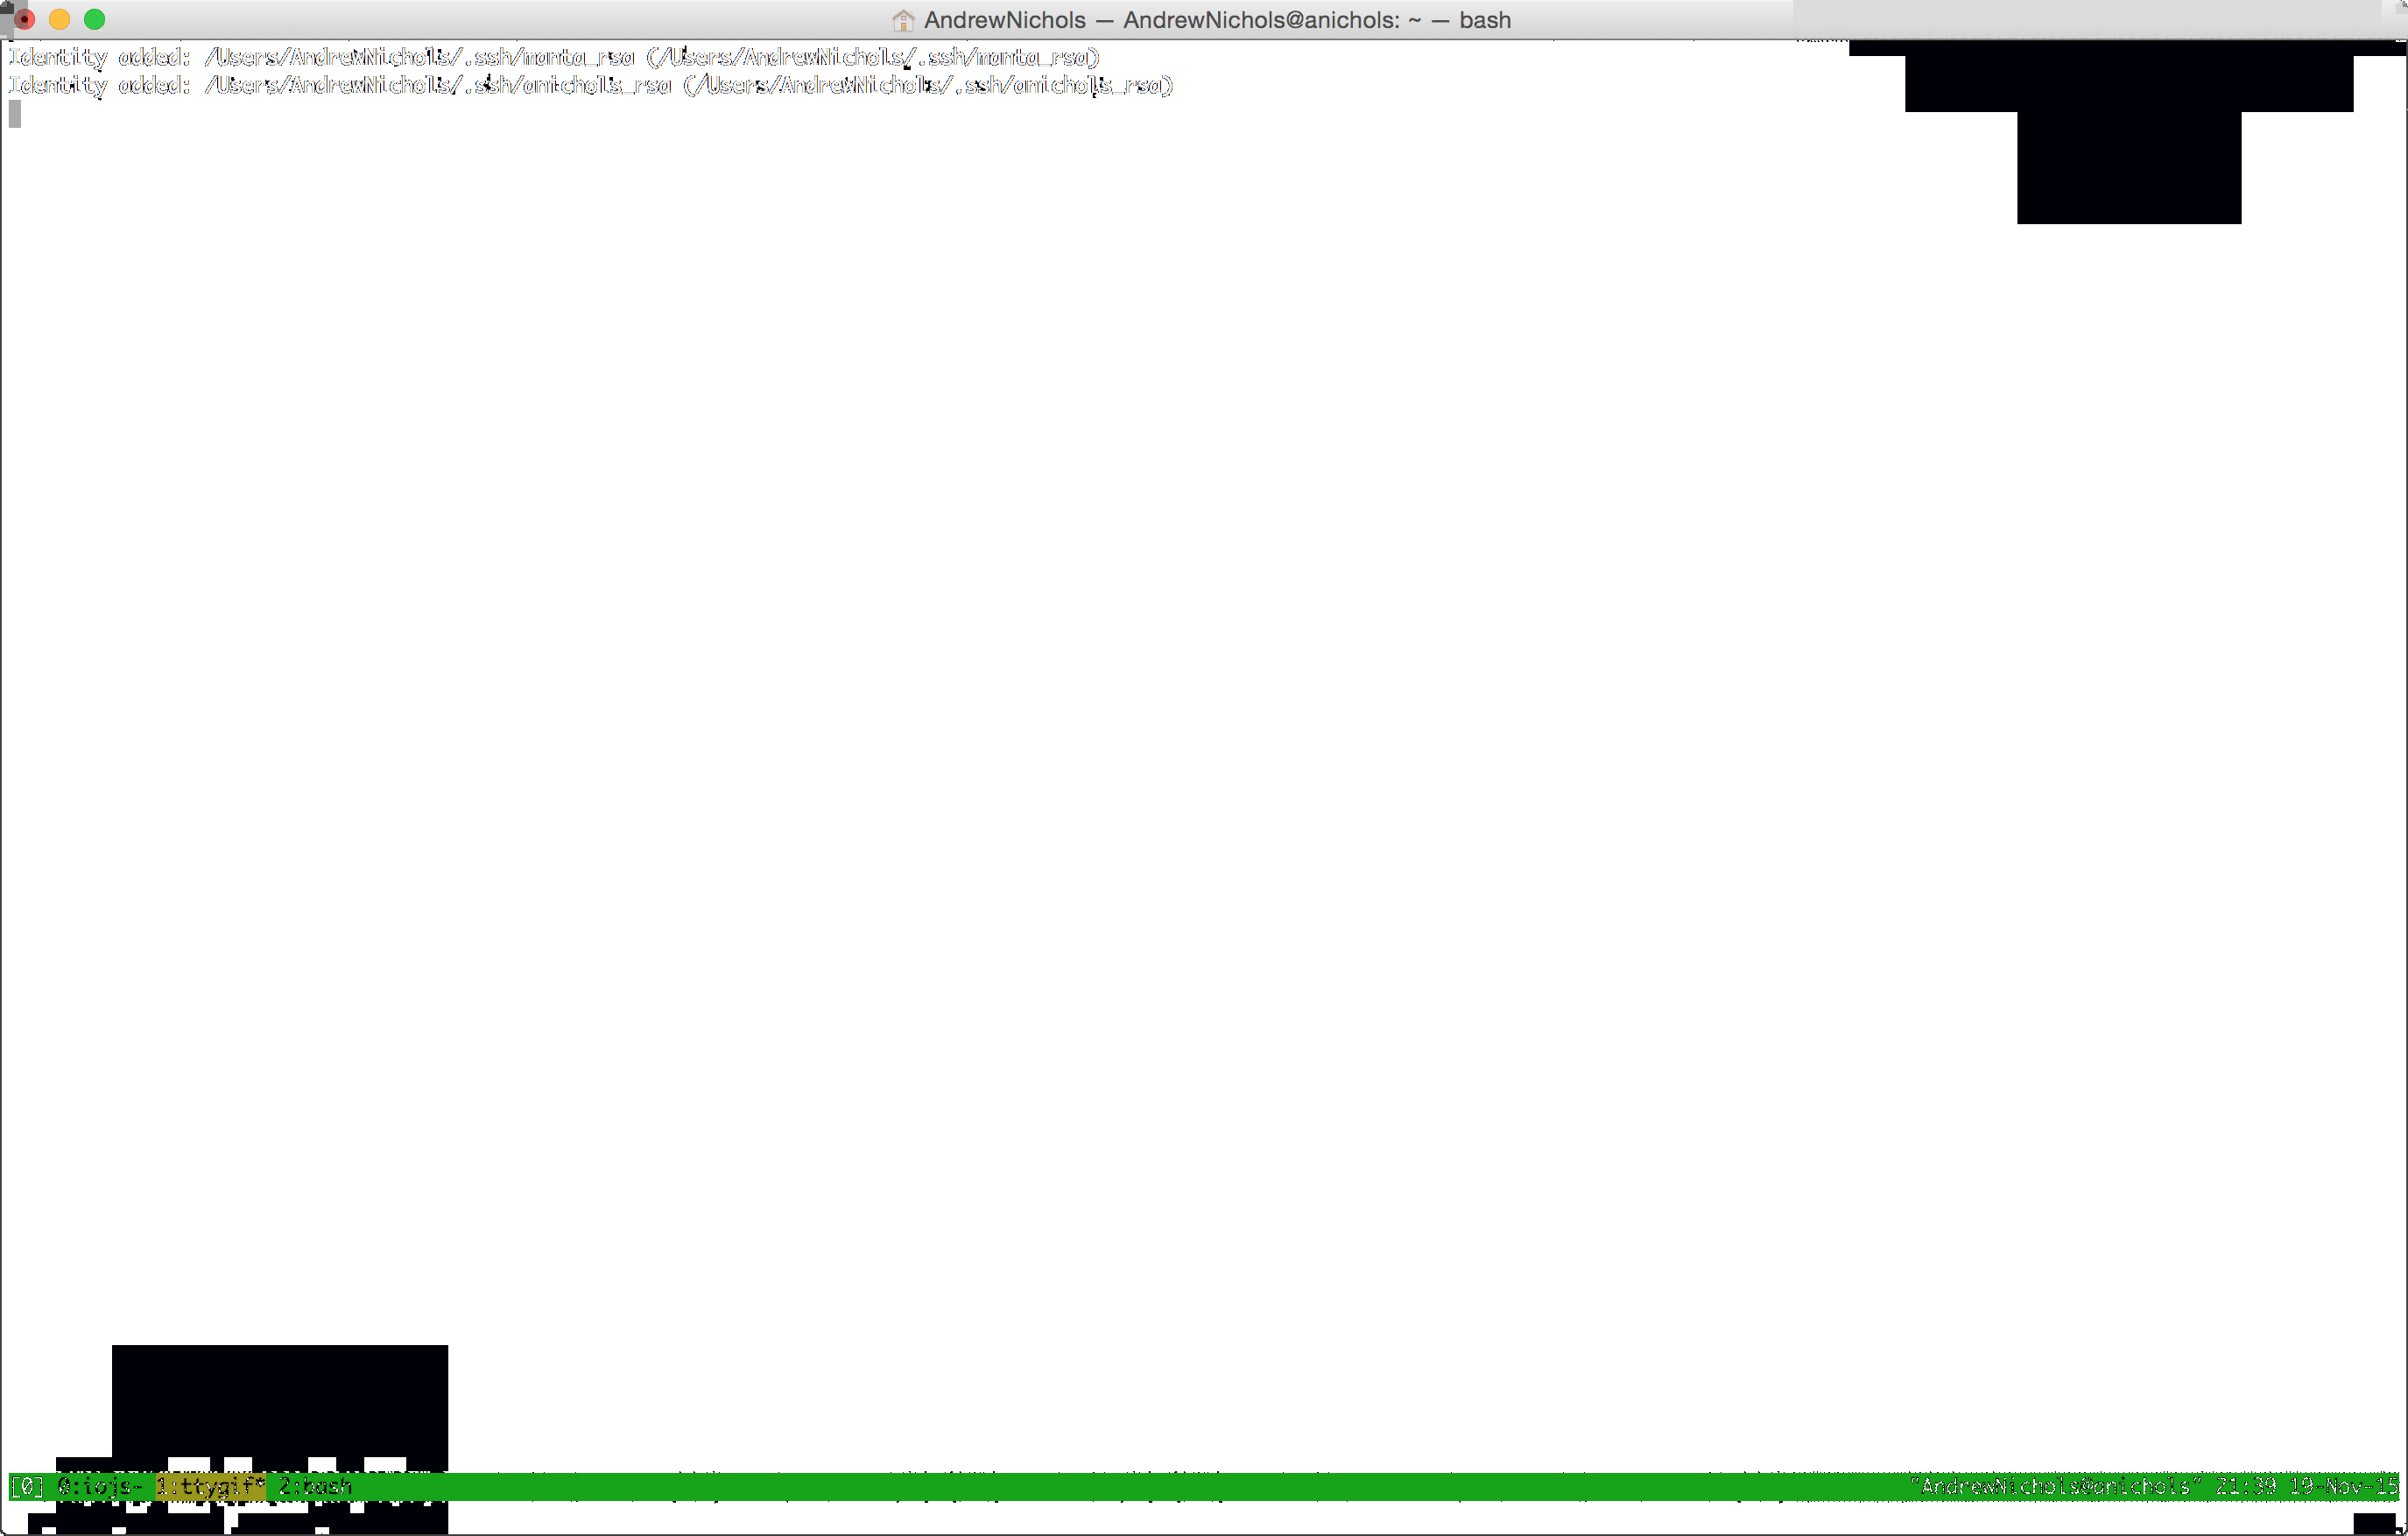 AndrewNichols — AndrewNichols@anichols: ~ — bash
Identity added: /Users/AndrewNichols/.ssh/manta_rsa (/Users/AndrewNichols/.ssh/manta_rsa)
Identity added: /Users/AndrewNichols/.ssh/anichols_rsa (/Users/AndrewNichols/.ssh/anichols_rsa)
[0] 0:iojs- 1:ttygif* 2:bash "AndrewNichols@anichols" 21:39 19-Nov-15